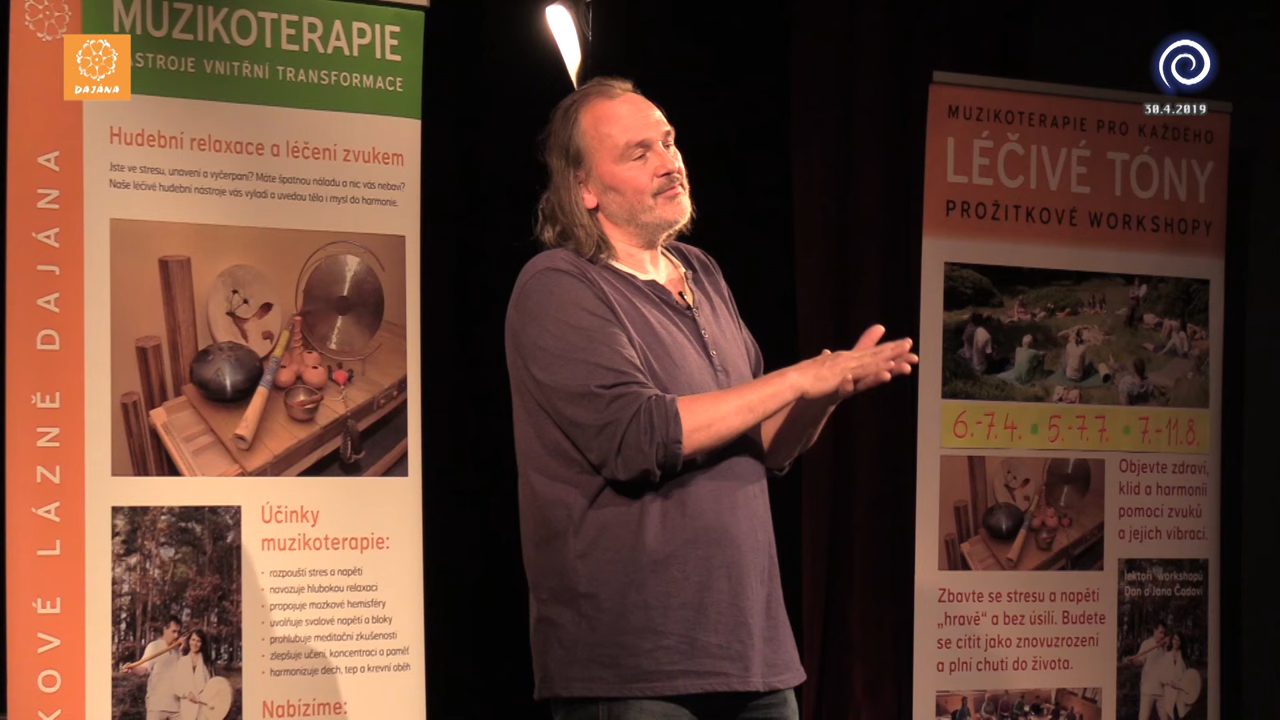 MUZIKOTERAPIE
NÁSTROJE VNITŘNÍ TRANSFORMACE
DAJÁNA
KOVÉ LÁZNĚ DAJÁNA
Hudební relaxace a léčení zvukem
Jste ve stresu, unavení a vyčerpaní? Máte špatnou náladu a nic vás nebaví?
Naše léčivé hudební nástroje vás vyladí a uvedou tělo i mysl do harmonie.
Účinky
muzikoterapie:
• rozpouští stres a napětí
• navozuje hlubokou relaxaci
• propojuje mozkové hemisféry
• uvolňuje svalové napětí a bloky
• prohlubuje meditační zkušenosti
• zlepšuje učení, koncentraci a paměť
• harmonizuje dech, tep a krevní oběh
Nabízíme:
30.4.2019
MUZIKOTERAPIE PRO KAŽDÉHO
LÉČIVÉ TÓNY
PROŽITKOVÉ WORKSHOPY
6.-7.4. • 5.-7.7. • 7.-11.8.
Objevte zdraví,
klid a harmonii
pomocí zvuků
a jejich vibrací.
lektoři workshopů
Dan a Jana Čadovi
Zbavte se stresu a napětí
„hravě“ a bez úsilí. Budete
se cítit jako znovuzrození
a plní chuti do života.